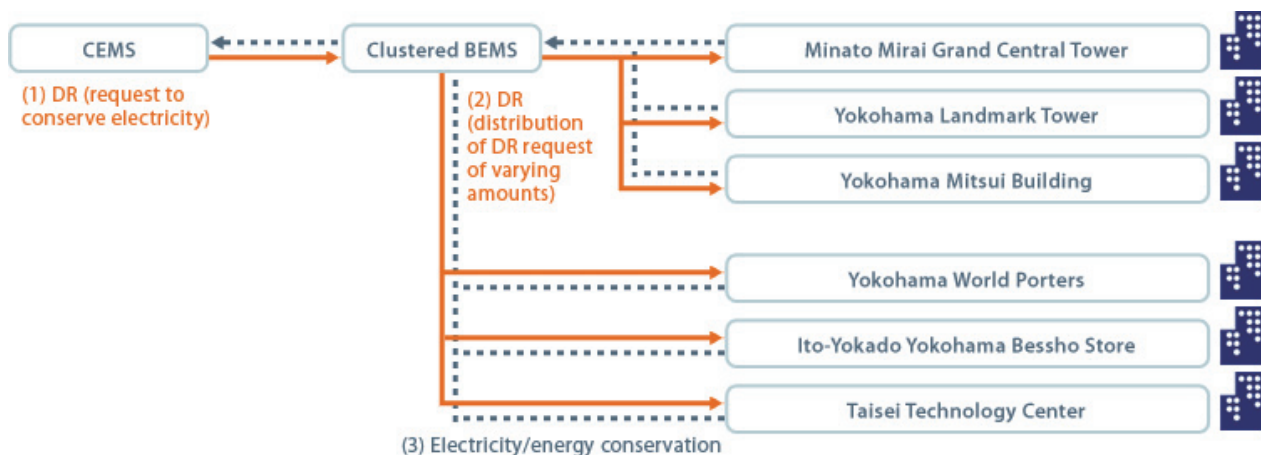 CEMS
Clustered BEMS
Minato Mirai Grand Central Tower
(1) DR (request to
conserve electricity)
(2) DR
(distribution
of DR request
of varying
amounts)
Yokohama Landmark Tower
Yokohama Mitsui Building
Yokohama World Porters
Ito-Yokado Yokohama Bessho Store
Taisei Technology Center
(3) Electricity/energy conservation